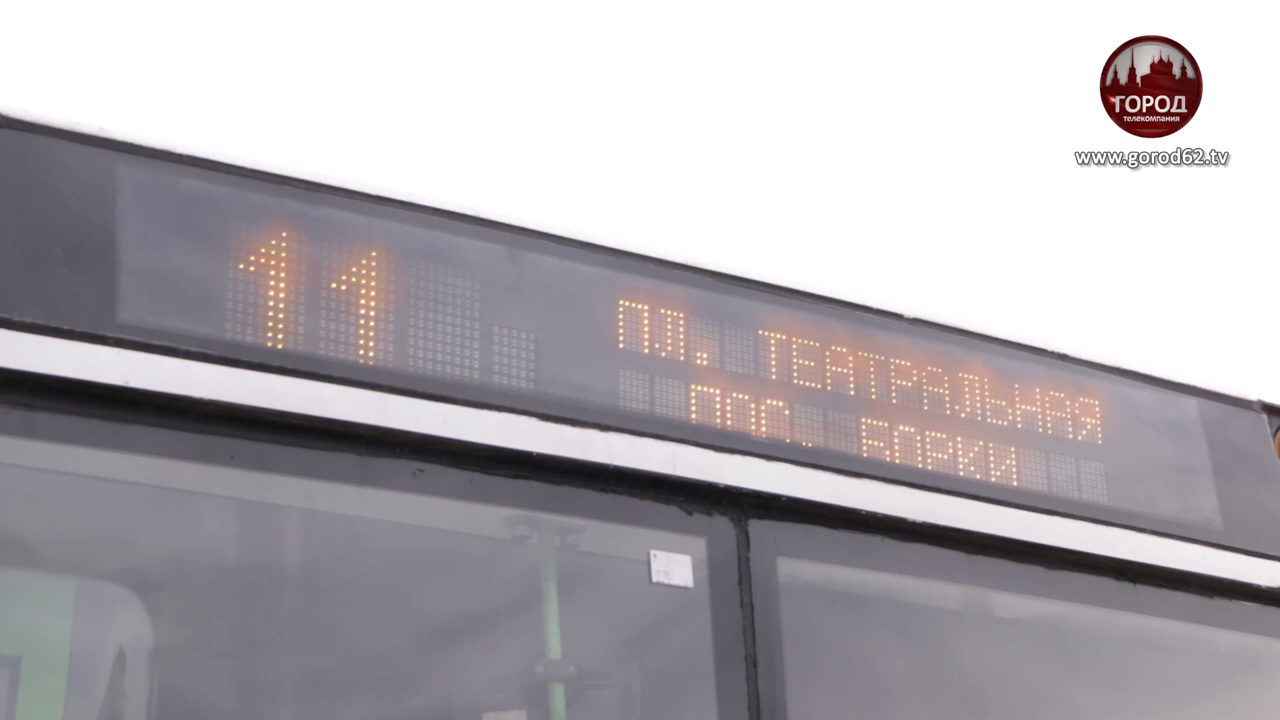 ГОРОД
телекомпания
www.gorod62.tv
11
ПЛ. ТЕАТРАЛЬНАЯ
ПОС. БОРКИ